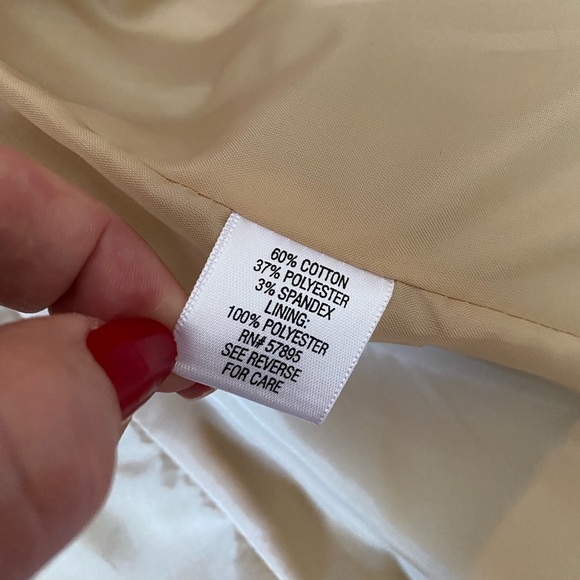 60% COTTON
37% POLYESTER
3% SPANDEX
LINING:
100% POLYESTER
RN# 57895
SEE REVERSE
FOR CARE